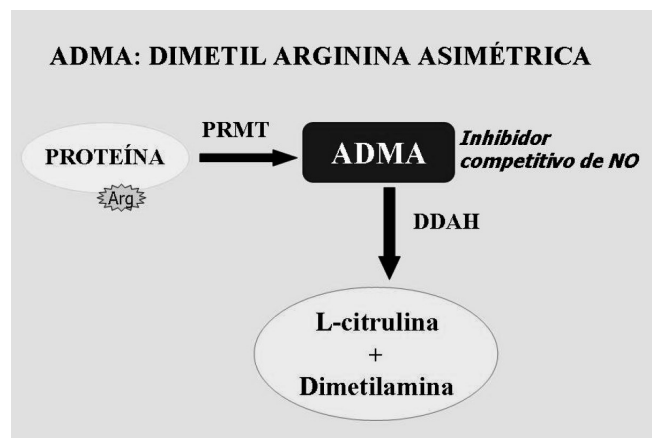 ADMA: DIMETIL ARGININA ASIMÉTRICA
PRMT
PROTEÍNA
Arg
ADMA
Inhibidor
competitivo de NO
DDAH
L-citrulina
+
Dimetilamina